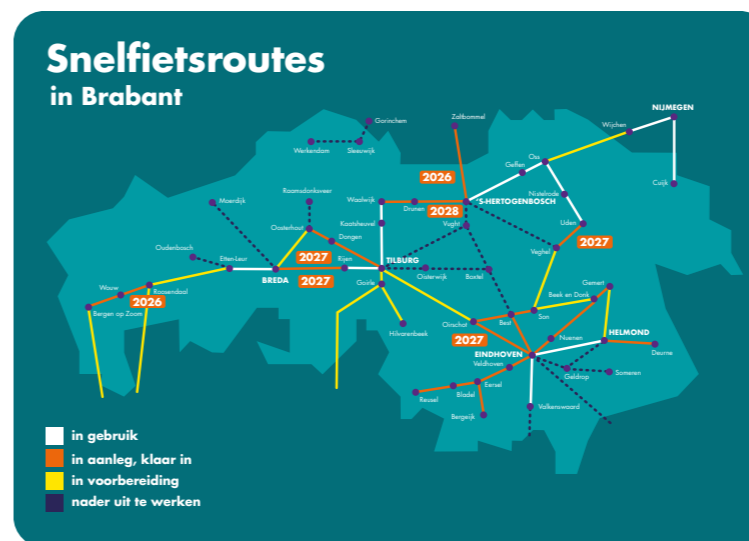 Snelfietsroutes
in Brabant
NIJMEGEN
Gorinchem
Zaltbommel
Wijchen
Werkendam
Sleeuwijk
Oss
Geffen
Cuijk
2026
Raamsdonksveer
Nistelrode
Moerdijk
Waalwijk
Drunen
'S-HERTOGENBOSCH
2028
Kaatsheuvel
Vught
Uden
Oosterhout
Dongen
2027
Veghel
Oudenbosch
2027
Etten-Leur
Rijen
TILBURG
BREDA
2027
Goirle
Oisterwijk
Boxtel
Gemert
Wouw
Roosendaal
Beek en Donk
2026
Bergen op Zoom
Hilvarenbeek
Oirschot
Best
Son
HELMOND
2027
Nuenen
EINDHOVEN
Deurne
Veldhoven
Geldrop
Someren
Eersel
Reusel
Bladel
Bergeijk
Valkenswaard
in gebruik
in aanleg, klaar in
in voorbereiding
nader uit te werken